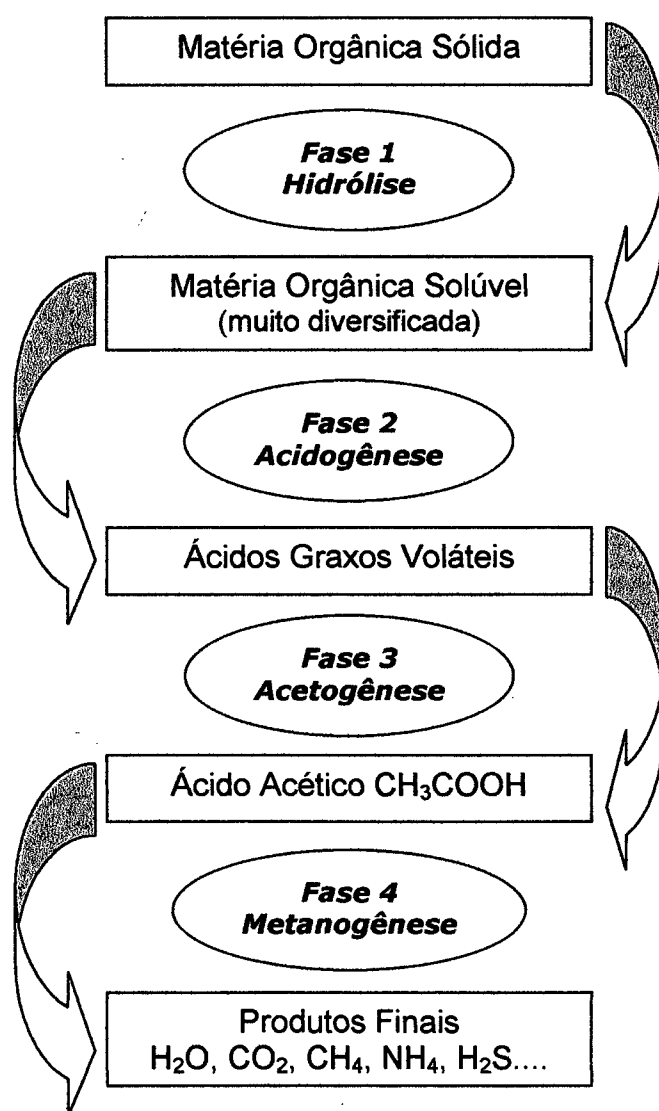 Matéria Orgânica Sólida
Fase 1
Hidrólise
Matéria Orgânica Solúvel
(muito diversificada)
Fase 2
Acidogênese
Ácidos Graxos Voláteis
Fase 3
Acetogênese
Ácido Acético CH₃COOH
Fase 4
Metanogênese
Produtos Finais
H₂O, CO₂, CH₄, NH₄, H₂S....